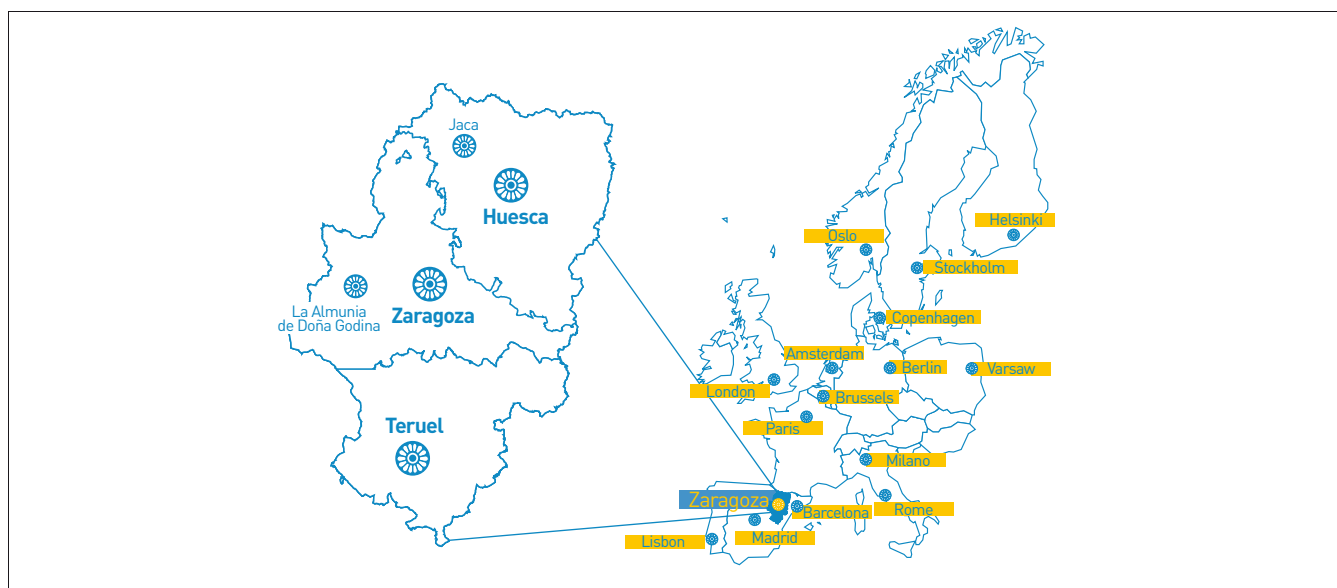 Jaca
Huesca
La Almunia
de Doña Godina
Zaragoza
Teruel
Helsinki
Oslo
Stockholm
Copenhagen
Amsterdam
Berlin
Varsaw
London
Brussels
Paris
Milano
Zaragoza
Barcelona
Rome
Madrid
Lisbon